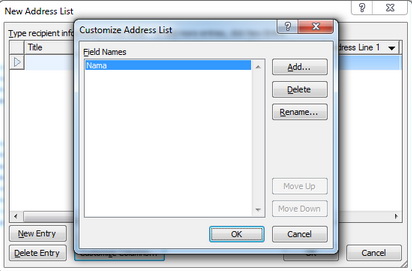 New Address List
Customize Address List
Type recipient info
Title
dress Line 1
Field Names
Nama
Add...
Delete
Rename...
Move Up
Move Down
OK
Cancel
New Entry
Delete Entry
Cancel